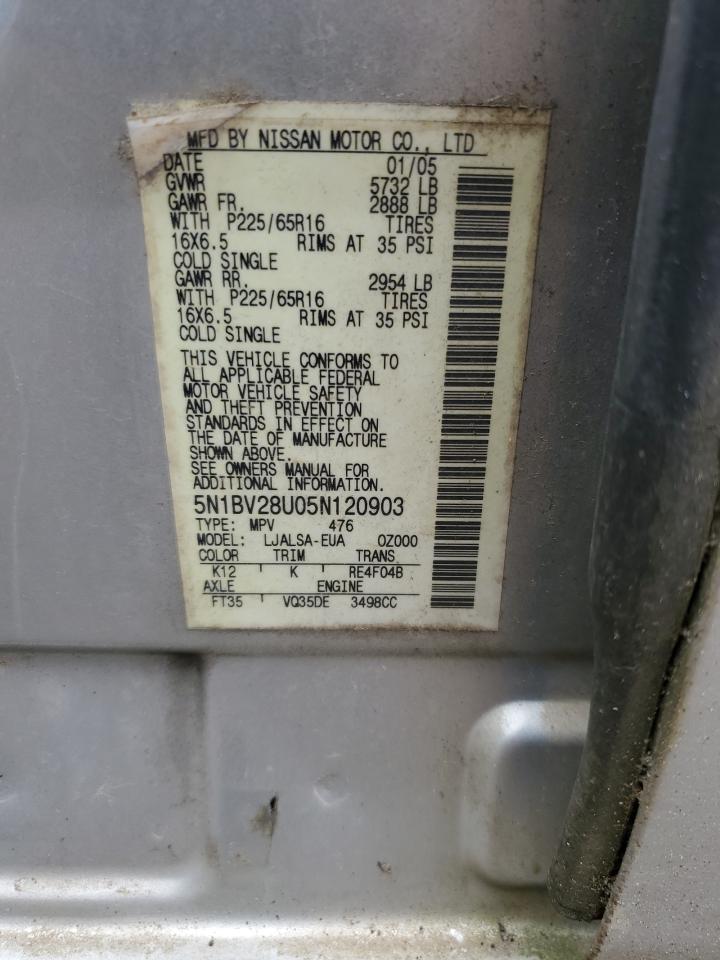 MFD BY NISSAN MOTOR CO., LTD
DATE 01/05
GVWR 5732 LB
GAWR FR. 2888 LB
WITH P225/65R16 TIRES
16X6.5 RIMS AT 35 PSI
COLD SINGLE
GAWR RR. 2954 LB
WITH P225/65R16 TIRES
16X6.5 RIMS AT 35 PSI
COLD SINGLE
THIS VEHICLE CONFORMS TO
ALL APPLICABLE FEDERAL
MOTOR VEHICLE SAFETY
AND THEFT PREVENTION
STANDARDS IN EFFECT ON
THE DATE OF MANUFACTURE
SHOWN ABOVE.
SEE OWNERS MANUAL FOR
ADDITIONAL INFORMATION.
5N1BV28U05N120903
TYPE: MPV 476
MODEL: LJALSA-EUA 0Z000
COLOR TRIM TRANS
K12 K RE4F04B
AXLE ENGINE
FT35 VQ35DE 3498CC